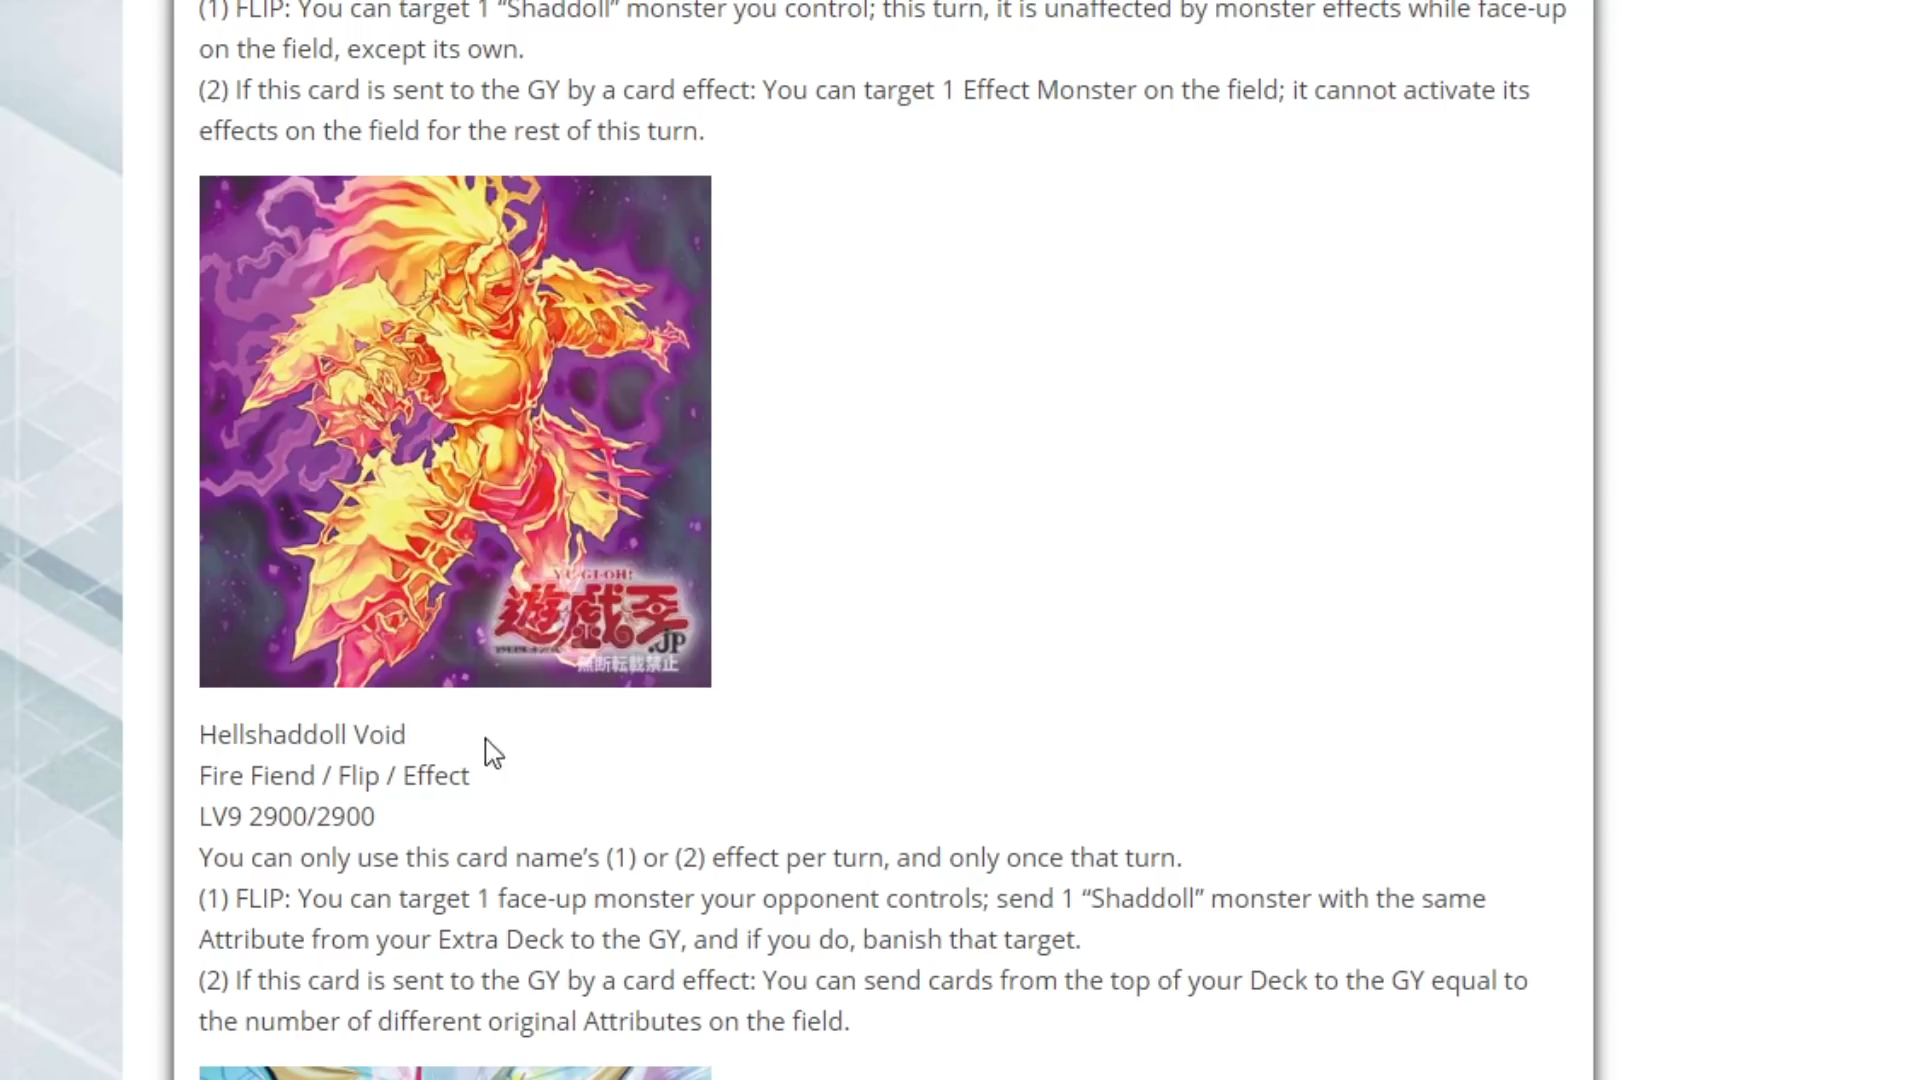 (1) FLIP: You can target 1 “Shaddoll” monster you control; this turn, it is unaffected by monster effects while face-up
on the field, except its own.
(2) If this card is sent to the GY by a card effect: You can target 1 Effect Monster on the field; it cannot activate its
effects on the field for the rest of this turn.
YU-GI-OH!
遊戯王
.JP
無断転載禁止
Hellshaddoll Void
Fire Fiend / Flip / Effect
LV9 2900/2900
You can only use this card name’s (1) or (2) effect per turn, and only once that turn.
(1) FLIP: You can target 1 face-up monster your opponent controls; send 1 “Shaddoll” monster with the same
Attribute from your Extra Deck to the GY, and if you do, banish that target.
(2) If this card is sent to the GY by a card effect: You can send cards from the top of your Deck to the GY equal to
the number of different original Attributes on the field.